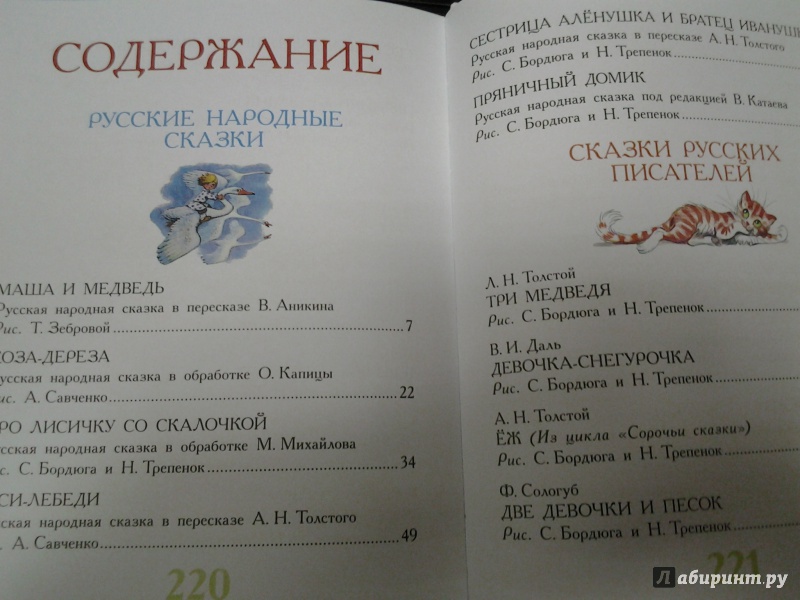 СОДЕРЖАНИЕ
РУССКИЕ НАРОДНЫЕ
СКАЗКИ
МАША И МЕДВЕДЬ
Русская народная сказка в пересказе В. Аникина
Рис. Т. Зебровой 7
ОЗА-ДЕРЕЗА
усская народная сказка в обработке О. Капицы
ис. А. Савченко 22
РО ЛИСИЧКУ СО СКАЛОЧКОЙ
усская народная сказка в обработке М. Михайлова
с. С. Бордюга и Н. Трепенок 34
СИ-ЛЕБЕДИ
сская народная сказка в пересказе А. Н. Толстого
А. Савченко 49
220
СЕСТРИЦА АЛЁНУШКА И БРАТЕЦ ИВАНУШК
Русская народная сказка в пересказе А. Н. Толстого
Рис. С. Бордюга и Н. Трепенок
ПРЯНИЧНЫЙ ДОМИК
Русская народная сказка под редакцией В. Катаева
Рис. С. Бордюга и Н. Трепенок
СКАЗКИ РУССКИХ
ПИСАТЕЛЕЙ
Л. Н. Толстой
ТРИ МЕДВЕДЯ
Рис. С. Бордюга и Н. Трепенок
В. И. Даль
ДЕВОЧКА-СНЕГУРОЧКА
Рис. С. Бордюга и Н. Трепенок
А. Н. Толстой
ЁЖ (Из цикла «Сорочьи сказки»)
Рис. С. Бордюга и Н. Трепенок
Ф. Сологуб
ДВЕ ДЕВОЧКИ И ПЕСОК
Рис. С. Бордюга и Н. Трепенок
221
Лабиринт.ру